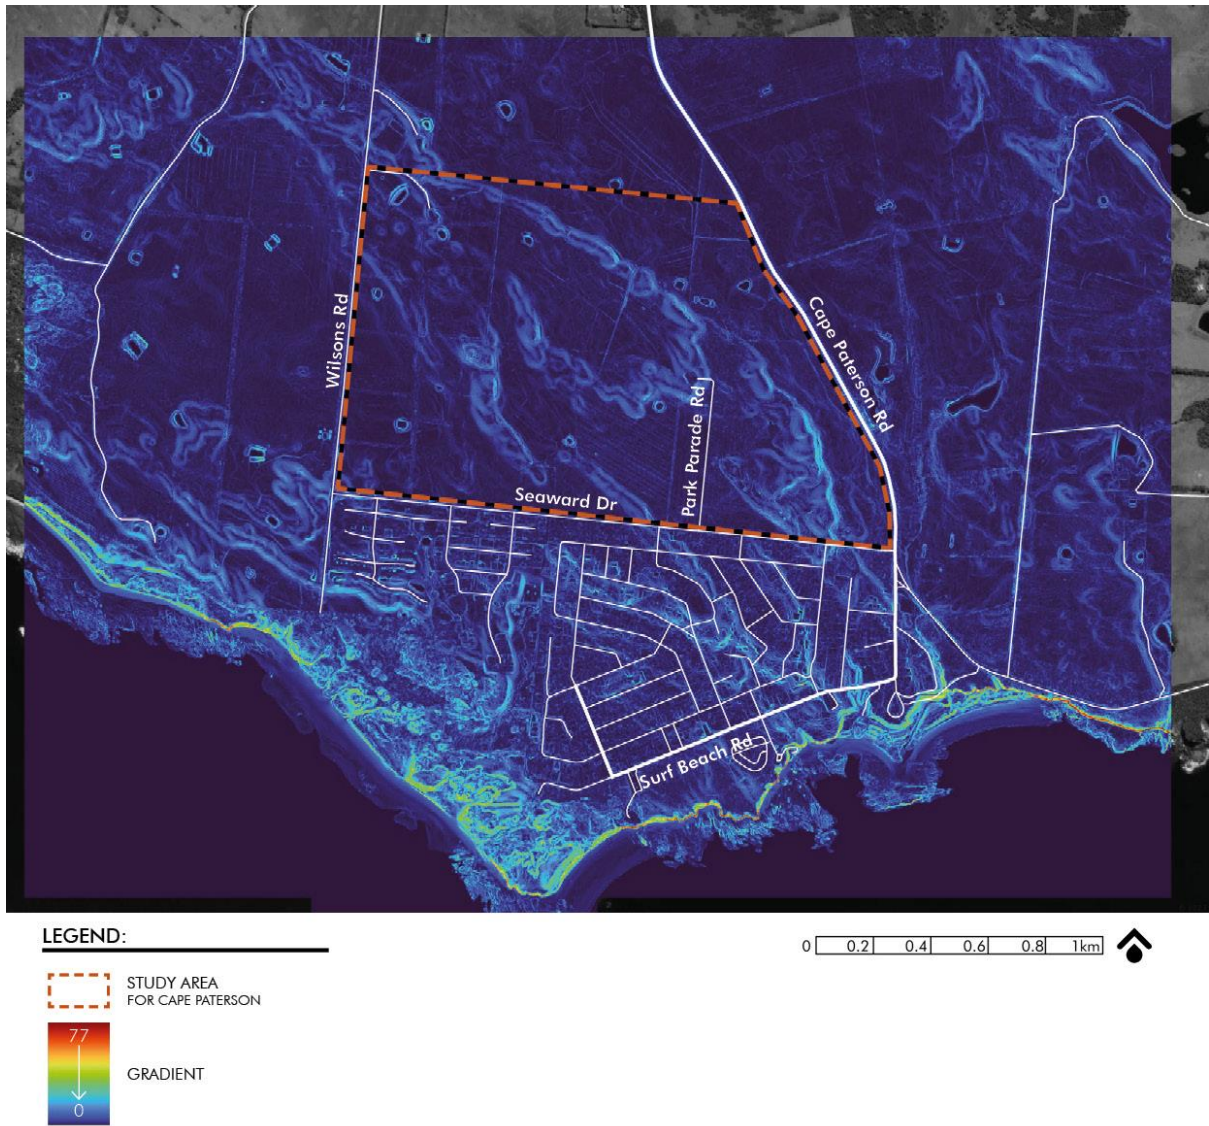 Cape Paterson Rd
Wilsons Rd
Park Parade Rd
Seaward Dr
Surf Beach Rd
LEGEND:
0 0.2 0.4 0.6 0.8 1km
STUDY AREA
FOR CAPE PATERSON
77
GRADIENT
0